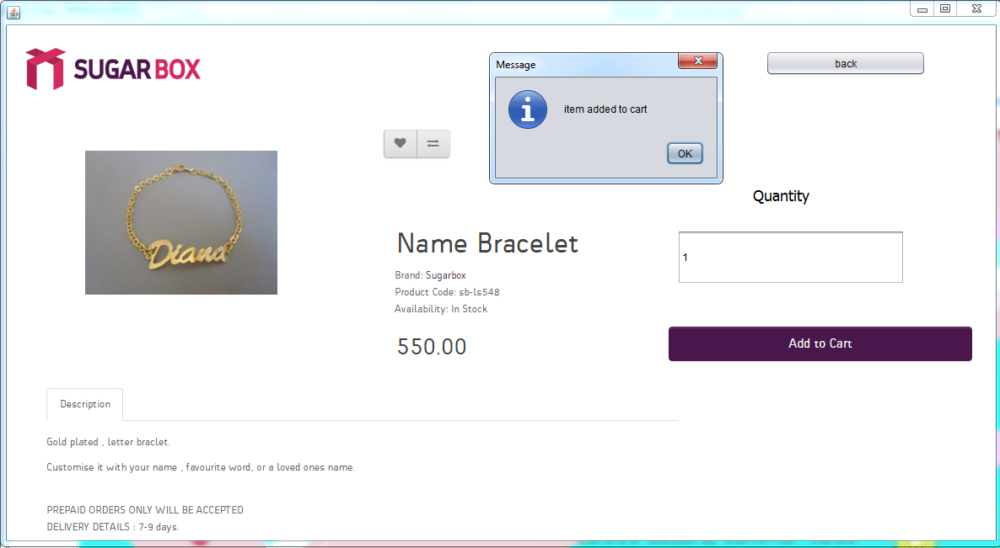 SUGARBOX
Message
item added to cart
OK
back
Diana
Quantity
Name Bracelet
1
Brand: Sugarbox
Product Code: sb-ls548
Availability: In Stock
550.00
Add to Cart
Description
Gold plated , letter braclet.
Customise it with your name , favourite word, or a loved ones name.
PREPAID ORDERS ONLY WILL BE ACCEPTED
DELIVERY DETAILS : 7-9 days.